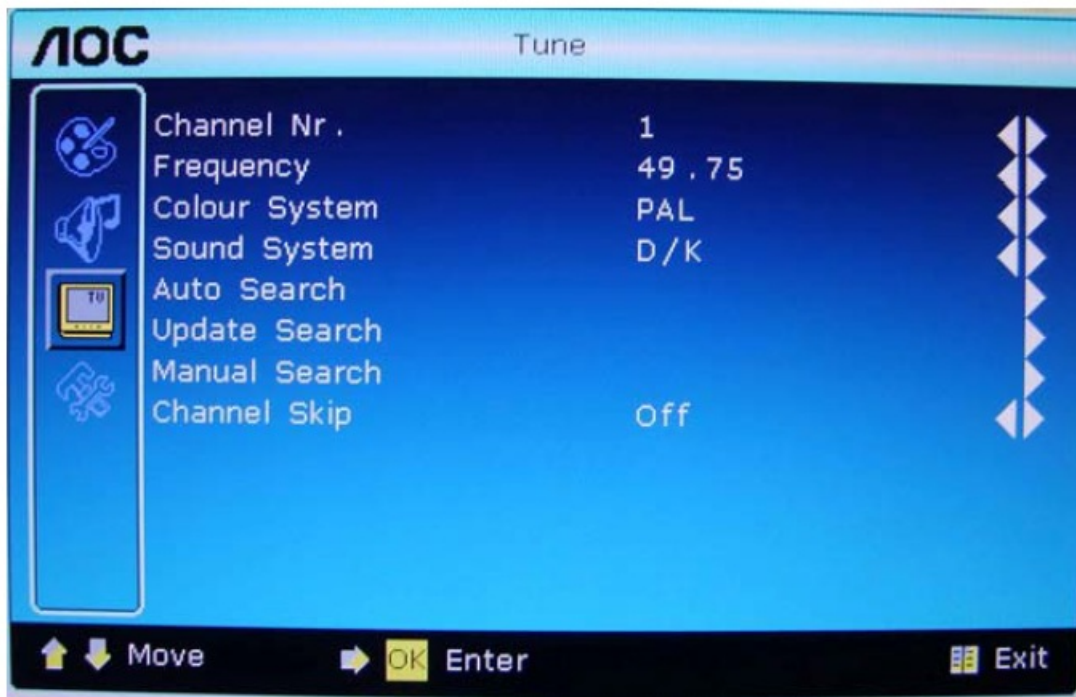 AOC
Tune
Channel Nr. 1
Frequency 49.75
Colour System PAL
Sound System D/K
Auto Search
Update Search
Manual Search
Channel Skip Off
TV
Move OK Enter Exit